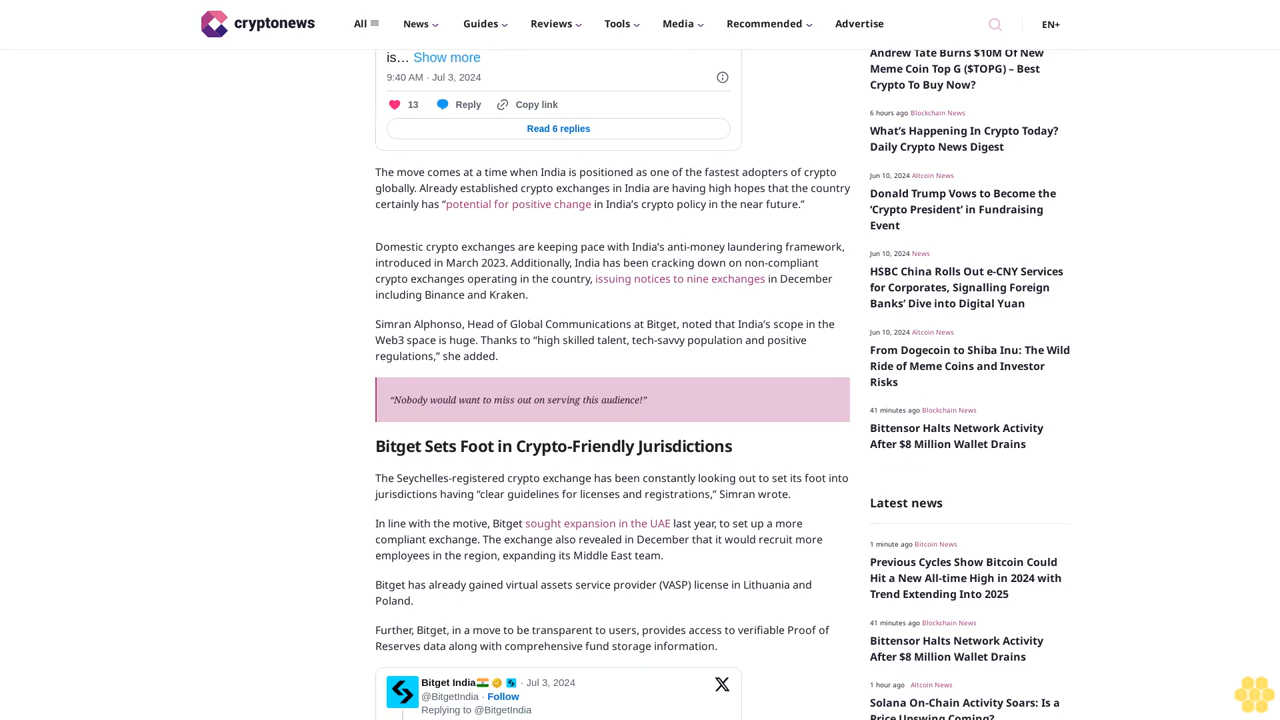 cryptonews
All
News
Guides
Reviews
Tools
Media
Recommended
Advertise
EN+
is… Show more
9:40 AM · Jul 3, 2024
13
Reply
Copy link
Read 6 replies
The move comes at a time when India is positioned as one of the fastest adopters of crypto
globally. Already established crypto exchanges in India are having high hopes that the country
certainly has “potential for positive change in India’s crypto policy in the near future.”
Domestic crypto exchanges are keeping pace with India’s anti-money laundering framework,
introduced in March 2023. Additionally, India has been cracking down on non-compliant
crypto exchanges operating in the country, issuing notices to nine exchanges in December
including Binance and Kraken.
Simran Alphonso, Head of Global Communications at Bitget, noted that India’s scope in the
Web3 space is huge. Thanks to “high skilled talent, tech-savvy population and positive
regulations,” she added.
“Nobody would want to miss out on serving this audience!”
Bitget Sets Foot in Crypto-Friendly Jurisdictions
The Seychelles-registered crypto exchange has been constantly looking out to set its foot into
jurisdictions having “clear guidelines for licenses and registrations,” Simran wrote.
In line with the motive, Bitget sought expansion in the UAE last year, to set up a more
compliant exchange. The exchange also revealed in December that it would recruit more
employees in the region, expanding its Middle East team.
Bitget has already gained virtual assets service provider (VASP) license in Lithuania and
Poland.
Further, Bitget, in a move to be transparent to users, provides access to verifiable Proof of
Reserves data along with comprehensive fund storage information.
Bitget India · Jul 3, 2024
@BitgetIndia · Follow
Replying to @BitgetIndia
Andrew Tate Burns $10M Of New
Meme Coin Top G ($TOPG) – Best
Crypto To Buy Now?
6 hours ago Blockchain News
What’s Happening In Crypto Today?
Daily Crypto News Digest
Jun 10, 2024 Altcoin News
Donald Trump Vows to Become the
‘Crypto President’ in Fundraising
Event
Jun 10, 2024 News
HSBC China Rolls Out e-CNY Services
for Corporates, Signalling Foreign
Banks’ Dive into Digital Yuan
Jun 10, 2024 Altcoin News
From Dogecoin to Shiba Inu: The Wild
Ride of Meme Coins and Investor
Risks
41 minutes ago Blockchain News
Bittensor Halts Network Activity
After $8 Million Wallet Drains
Latest news
1 minute ago Bitcoin News
Previous Cycles Show Bitcoin Could
Hit a New All-time High in 2024 with
Trend Extending Into 2025
41 minutes ago Blockchain News
Bittensor Halts Network Activity
After $8 Million Wallet Drains
1 hour ago Altcoin News
Solana On-Chain Activity Soars: Is a
Price Upswing Coming?